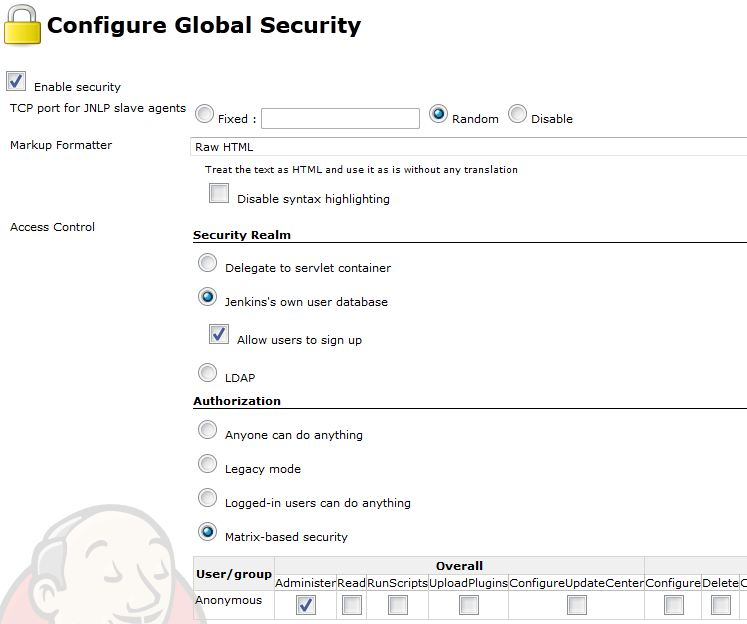 Configure Global Security
Enable security
TCP port for JNLP slave agents
Fixed :
Random
Disable
Markup Formatter
Raw HTML
Treat the text as HTML and use it as is without any translation
Disable syntax highlighting
Access Control
Security Realm
Delegate to servlet container
Jenkins's own user database
Allow users to sign up
LDAP
Authorization
Anyone can do anything
Legacy mode
Logged-in users can do anything
Matrix-based security
User/group
Overall
Administer Read RunScripts UploadPlugins ConfigureUpdateCenter Configure Delete
Anonymous